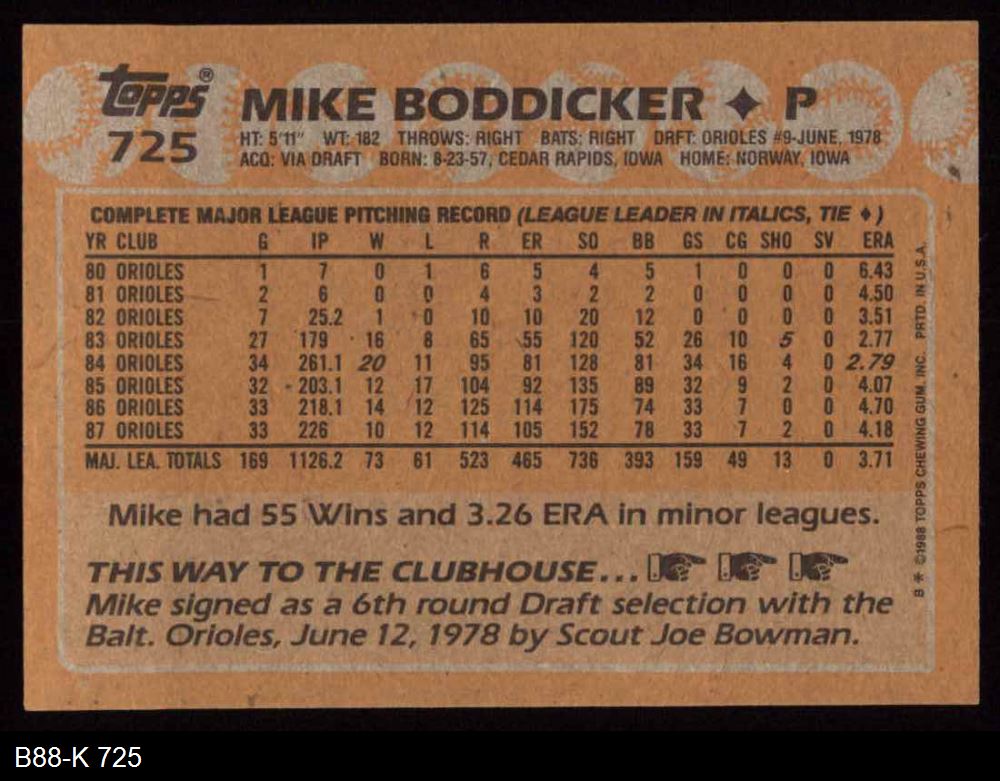 Topps®
725
MIKE BODDICKER ✦ P
HT: 5'11" WT: 182 THROWS: RIGHT BATS: RIGHT DRFT: ORIOLES #9-JUNE, 1978
ACQ: VIA DRAFT BORN: 8-23-57, CEDAR RAPIDS, IOWA HOME: NORWAY, IOWA
COMPLETE MAJOR LEAGUE PITCHING RECORD (LEAGUE LEADER IN ITALICS, TIE ♦)
YR CLUB G IP W L R ER SO BB GS CG SHO SV ERA
80 ORIOLES 1 7 0 1 6 5 4 5 1 0 0 0 6.43
81 ORIOLES 2 6 0 0 4 3 2 2 0 0 0 0 4.50
82 ORIOLES 7 25.2 1 0 10 10 20 12 0 0 0 0 3.51
83 ORIOLES 27 179 16 8 65 55 120 52 26 10 5 0 2.77
84 ORIOLES 34 261.1 20 11 95 81 128 81 34 16 4 0 2.79
85 ORIOLES 32 203.1 12 17 104 92 135 89 32 9 2 0 4.07
86 ORIOLES 33 218.1 14 12 125 114 175 74 33 7 0 0 4.70
87 ORIOLES 33 226 10 12 114 105 152 78 33 7 2 0 4.18
MAJ. LEA. TOTALS 169 1126.2 73 61 523 465 736 393 159 49 13 0 3.71
Mike had 55 Wins and 3.26 ERA in minor leagues.
THIS WAY TO THE CLUBHOUSE...
Mike signed as a 6th round Draft selection with the
Balt. Orioles, June 12, 1978 by Scout Joe Bowman.
B* ©1988 TOPPS CHEWING GUM, INC. PRTD. IN U.S.A.
B88-K 725